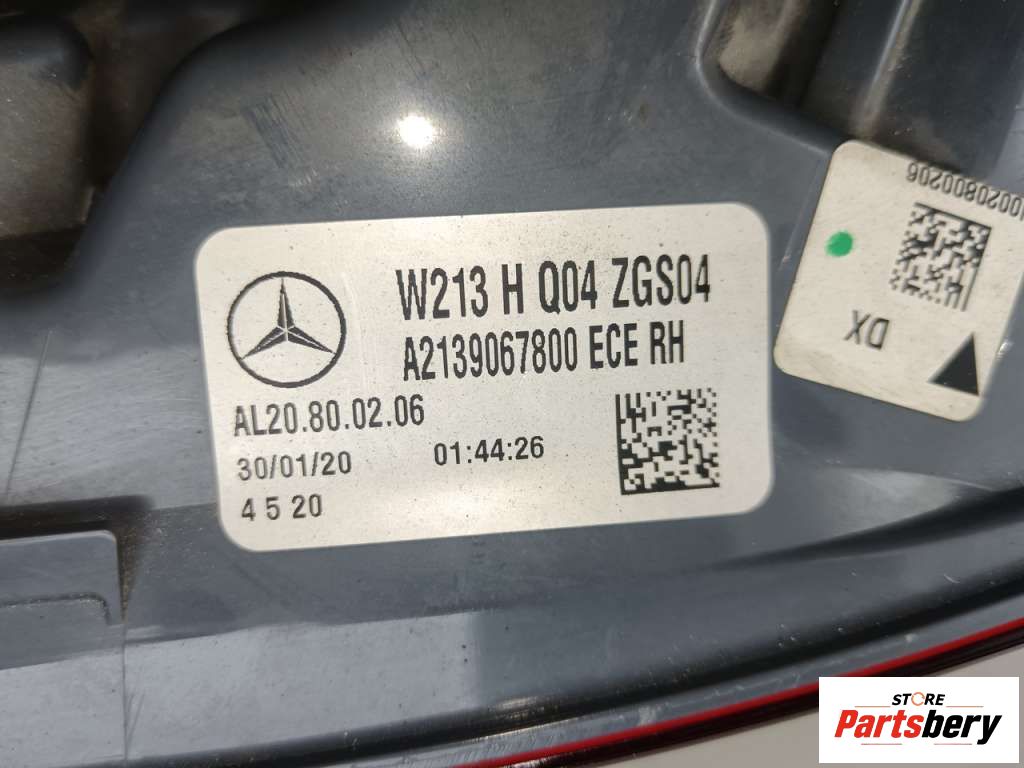 W213 H Q04 ZGS04
A2139067800 ECE RH
AL20.80.02.06
30/01/20 01:44:26
4 5 20
0020800206
DX
STORE
Partsbery